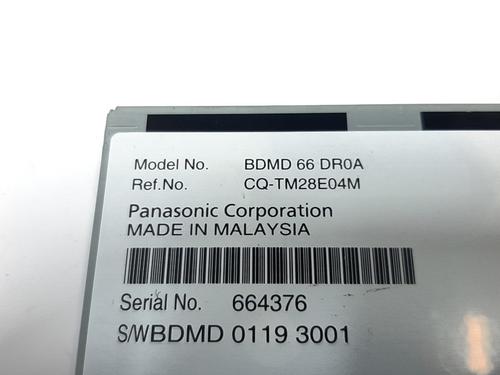 Model No. BDMD 66 DR0A
Ref.No. CQ-TM28E04M
Panasonic Corporation
MADE IN MALAYSIA
Serial No. 664376
S/WBDMD 0119 3001